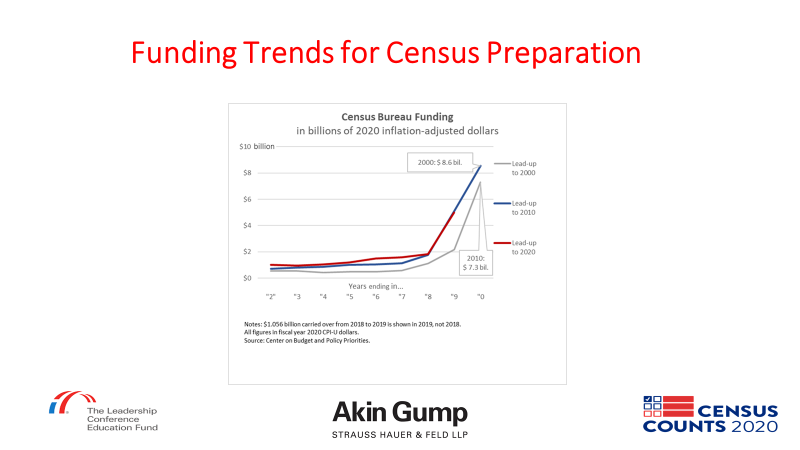 Funding Trends for Census Preparation
Census Bureau Funding
in billions of 2020 inflation-adjusted dollars
$10 billion
$8
$6
$4
$2
$0
2000: $ 8.6 bil.
2010:
$ 7.3 bil.
Lead-up
to 2000
Lead-up
to 2010
Lead-up
to 2020
Years ending in...
"2" "3 "4 "5 "6 "7 "8 "9 "0
Notes: $1.056 billion carried over from 2018 to 2019 is shown in 2019, not 2018.
All figures in fiscal year 2020 CPI-U dollars.
Source: Center on Budget and Policy Priorities.
The Leadership
Conference
Education Fund
Akin Gump
STRAUSS HAUER & FELD LLP
CENSUS
COUNTS 2020